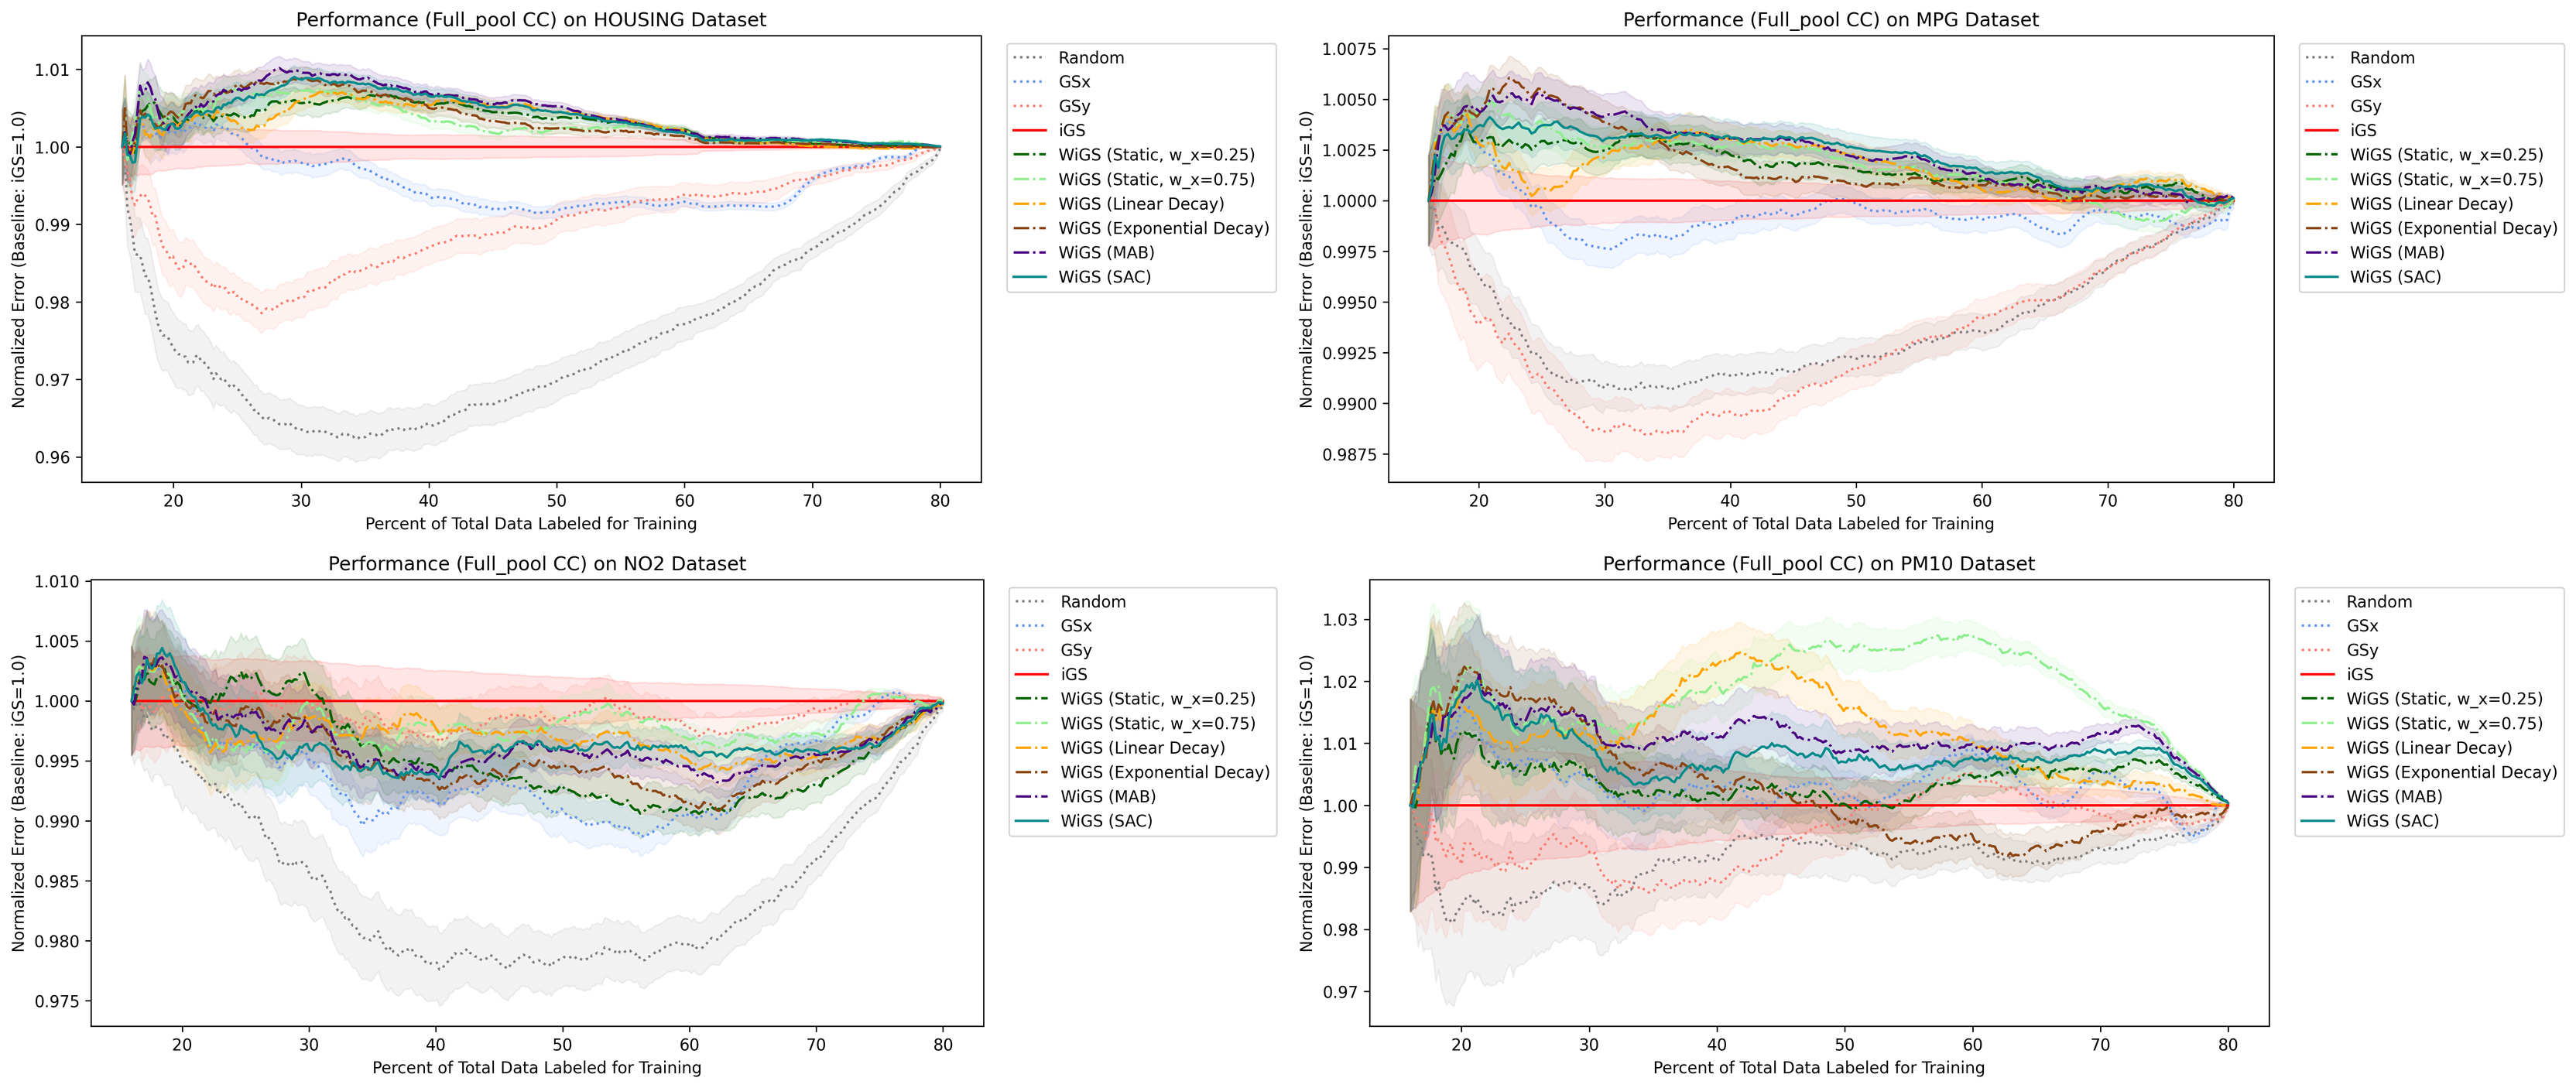 Performance (Full_pool CC) on HOUSING Dataset
Normalized Error (Baseline: iGS=1.0)
1.01
1.00
0.99
0.98
0.97
0.96
20 30 40 50 60 70 80
Percent of Total Data Labeled for Training
Random
GSx
GSy
iGS
WiGS (Static, w_x=0.25)
WiGS (Static, w_x=0.75)
WiGS (Linear Decay)
WiGS (Exponential Decay)
WiGS (MAB)
WiGS (SAC)
Performance (Full_pool CC) on MPG Dataset
Normalized Error (Baseline: iGS=1.0)
1.0075
1.0050
1.0025
1.0000
0.9975
0.9950
0.9925
0.9900
0.9875
20 30 40 50 60 70 80
Percent of Total Data Labeled for Training
Random
GSx
GSy
iGS
WiGS (Static, w_x=0.25)
WiGS (Static, w_x=0.75)
WiGS (Linear Decay)
WiGS (Exponential Decay)
WiGS (MAB)
WiGS (SAC)
Performance (Full_pool CC) on NO2 Dataset
Normalized Error (Baseline: iGS=1.0)
1.010
1.005
1.000
0.995
0.990
0.985
0.980
0.975
20 30 40 50 60 70 80
Percent of Total Data Labeled for Training
Random
GSx
GSy
iGS
WiGS (Static, w_x=0.25)
WiGS (Static, w_x=0.75)
WiGS (Linear Decay)
WiGS (Exponential Decay)
WiGS (MAB)
WiGS (SAC)
Performance (Full_pool CC) on PM10 Dataset
Normalized Error (Baseline: iGS=1.0)
1.03
1.02
1.01
1.00
0.99
0.98
0.97
20 30 40 50 60 70 80
Percent of Total Data Labeled for Training
Random
GSx
GSy
iGS
WiGS (Static, w_x=0.25)
WiGS (Static, w_x=0.75)
WiGS (Linear Decay)
WiGS (Exponential Decay)
WiGS (MAB)
WiGS (SAC)